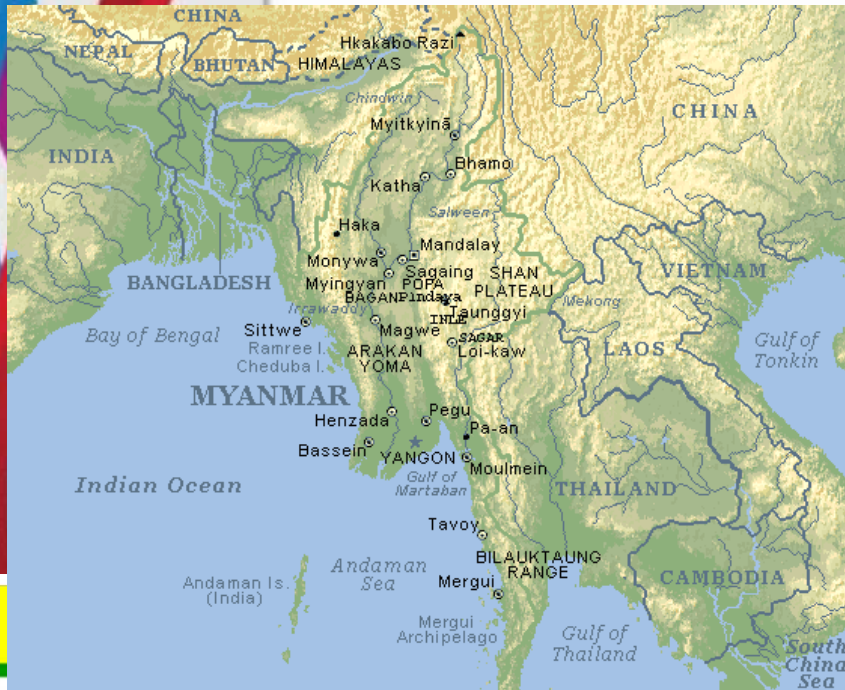 CHINA
Hkakabo Razi
NEPAL
BHUTAN
HIMALAYAS
Chindwin
CHINA
Myitkyinā
INDIA
Bhamo
Katha
Salween
Haka
Mandalay
Monywa
Sagaing
SHAN
PLATEAU
VIETNAM
BANGLADESH
Myingyan
POPA
BAGAN
Pindaya
Mekong
Irrawaddy
Taunggyi
INLE
Sittwe
Magwe
SAGAR
Bay of Bengal
Ramree I.
Cheduba I.
ARAKAN
YOMA
Loi-kaw
LAOS
Gulf of
Tonkin
MYANMAR
Henzada
Pegu
Pa-an
Bassein
YANGON
Moulmein
Gulf of
Martaban
Indian Ocean
THAILAND
Tavoy
BILAUKTAUNG
RANGE
Andaman
Sea
Andaman Is.
(India)
Mergui
CAMBODIA
Mergui
Archipelago
Gulf of
Thailand
South
China
Sea